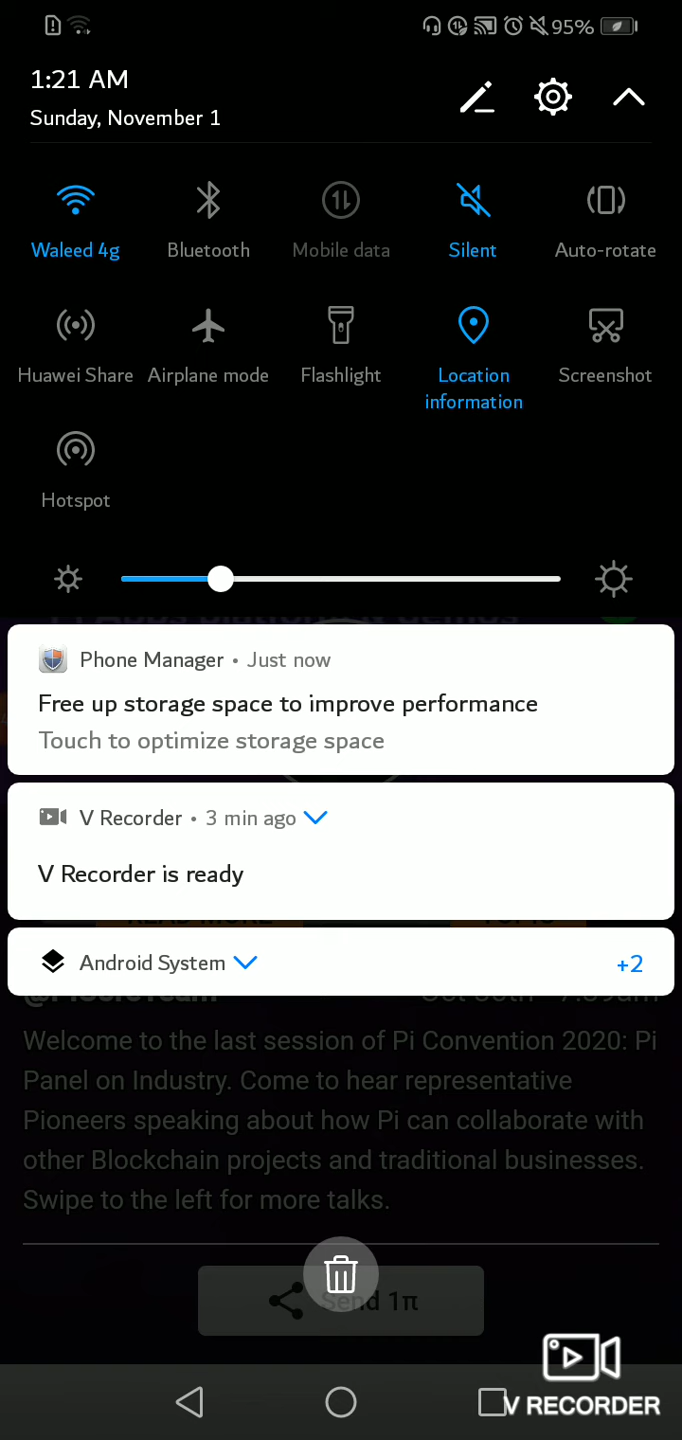 95%
1:21 AM
Sunday, November 1
Waleed 4g
Bluetooth
Mobile data
Silent
Auto-rotate
Huawei Share
Airplane mode
Flashlight
Location information
Screenshot
Hotspot
Phone Manager • Just now
Free up storage space to improve performance
Touch to optimize storage space
V Recorder • 3 min ago
V Recorder is ready
Android System
+2
Welcome to the last session of Pi Convention 2020: Pi
Panel on Industry. Come to hear representative
Pioneers speaking about how Pi can collaborate with
other Blockchain projects and traditional businesses.
Swipe to the left for more talks.
Send 1π
V RECORDER